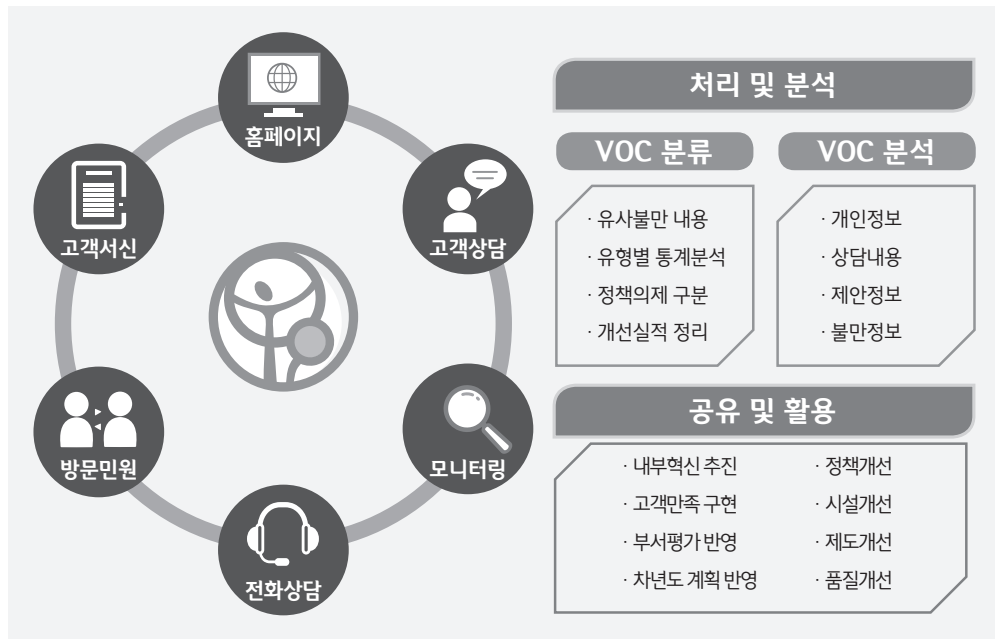 홈페이지
고객상담
모니터링
전화상담
방문민원
고객서신
처리 및 분석
VOC 분류
· 유사불만 내용
· 유형별 통계분석
· 정책의제 구분
· 개선실적 정리
VOC 분석
· 개인정보
· 상담내용
· 제안정보
· 불만정보
공유 및 활용
· 내부혁신 추진
· 고객만족 구현
· 부서평가 반영
· 차년도 계획 반영
· 정책개선
· 시설개선
· 제도개선
· 품질개선